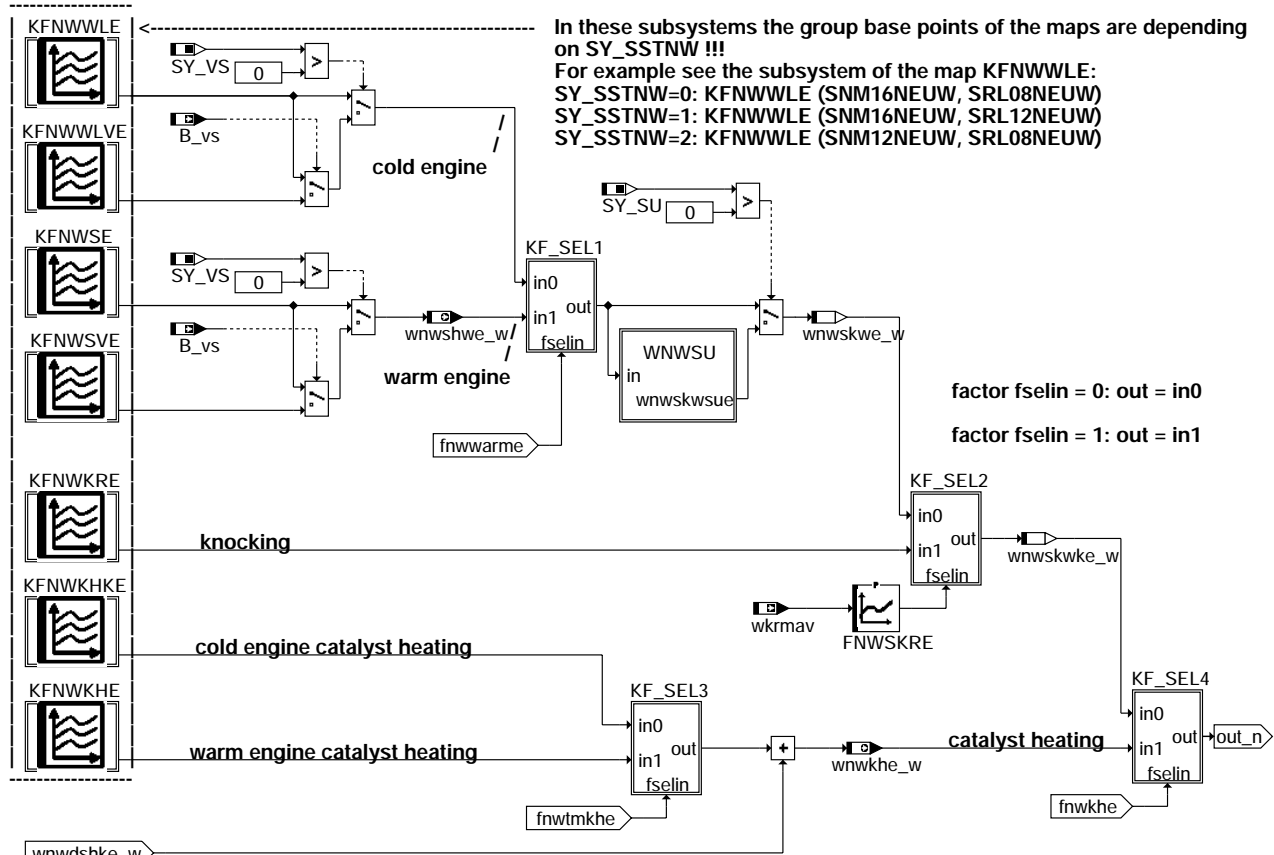 KFNWWLE
<
In these subsystems the group base points of the maps are depending
on SY_SSTNW !!!
For example see the subsystem of the map KFNWWLE:
SY_SSTNW=0: KFNWWLE (SNM16NEUW, SRL08NEUW)
SY_SSTNW=1: KFNWWLE (SNM16NEUW, SRL12NEUW)
SY_SSTNW=2: KFNWWLE (SNM12NEUW, SRL08NEUW)
SY_VS
0
>
B_vs
KFNWWLVE
cold engine
SY_SU
0
>
KFNWSE
SY_VS
0
>
B_vs
KFNWSVE
wnwshwe_w
warm engine
KF_SEL1
in0
in1
out
fselin
fnwwarme
WNWSU
in
wnwskwsue
wnwskwe_w
factor fselin = 0: out = in0
factor fselin = 1: out = in1
KFNWKRE
knocking
KF_SEL2
in0
in1
out
fselin
wnwskwke_w
wkrmav
P
FNWSKRE
KFNWKHKE
cold engine catalyst heating
KFNWKHE
warm engine catalyst heating
KF_SEL3
in0
in1
out
fselin
fnwtmkhe
+
wnwkhe_w
catalyst heating
KF_SEL4
in0
in1
out
fselin
out_n
fnwkhe
wnwdshke_w